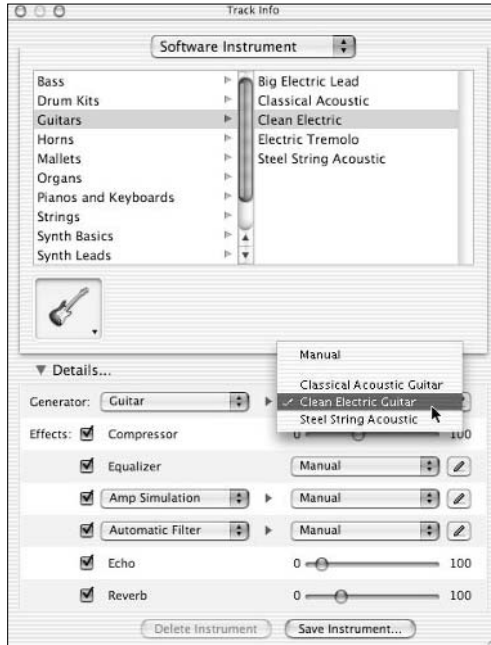 Track Info
Software Instrument
Bass
Drum Kits
Guitars
Horns
Mallets
Organs
Pianos and Keyboards
Strings
Synth Basics
Synth Leads
Big Electric Lead
Classical Acoustic
Clean Electric
Electric Tremolo
Steel String Acoustic
Details...
Manual
Classical Acoustic Guitar
✓ Clean Electric Guitar
Steel String Acoustic
Generator: Guitar
Effects: Compressor 0 100
Equalizer Manual
Amp Simulation Manual
Automatic Filter Manual
Echo 0 100
Reverb 0 100
Delete Instrument Save Instrument...